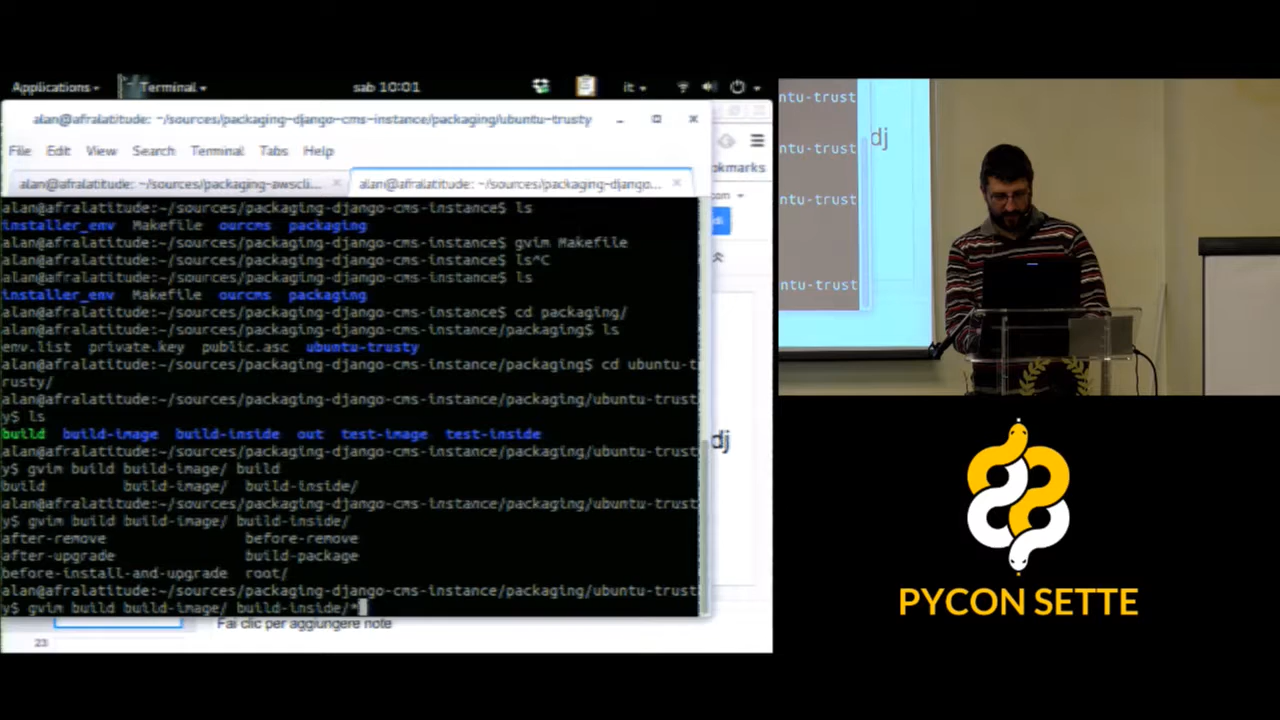 Applications
Terminal
sab 10:01
it
alan@afralatitude: ~/sources/packaging-django-cms-instance/packaging/ubuntu-trusty
File Edit View Search Terminal Tabs Help
alan@afralatitude: ~/sources/packaging-awscli...
alan@afralatitude: ~/sources/packaging-django...
okmarks
alan@afralatitude:~/sources/packaging-django-cms-instance$ ls
installer_env Makefile ourcms packaging
alan@afralatitude:~/sources/packaging-django-cms-instance$ gvim Makefile
alan@afralatitude:~/sources/packaging-django-cms-instance$ ls^C
alan@afralatitude:~/sources/packaging-django-cms-instance$ ls
installer_env Makefile ourcms packaging
alan@afralatitude:~/sources/packaging-django-cms-instance$ cd packaging/
alan@afralatitude:~/sources/packaging-django-cms-instance/packaging$ ls
env.list private.key public.asc ubuntu-trusty
alan@afralatitude:~/sources/packaging-django-cms-instance/packaging$ cd ubuntu-t
rusty/
alan@afralatitude:~/sources/packaging-django-cms-instance/packaging/ubuntu-trust
y$ ls
build build-image build-inside out test-image test-inside
alan@afralatitude:~/sources/packaging-django-cms-instance/packaging/ubuntu-trust
y$ gvim build build-image/ build
build build-image/ build-inside/
alan@afralatitude:~/sources/packaging-django-cms-instance/packaging/ubuntu-trust
y$ gvim build build-image/ build-inside/
after-remove before-remove
after-upgrade build-package
before-install-and-upgrade root/
alan@afralatitude:~/sources/packaging-django-cms-instance/packaging/ubuntu-trust
y$ gvim build build-image/ build-inside/*
dj
Fai clic per aggiungere note
23
ntu-trust
dj
ntu-trust
ntu-trust
ntu-trust
PYCON SETTE